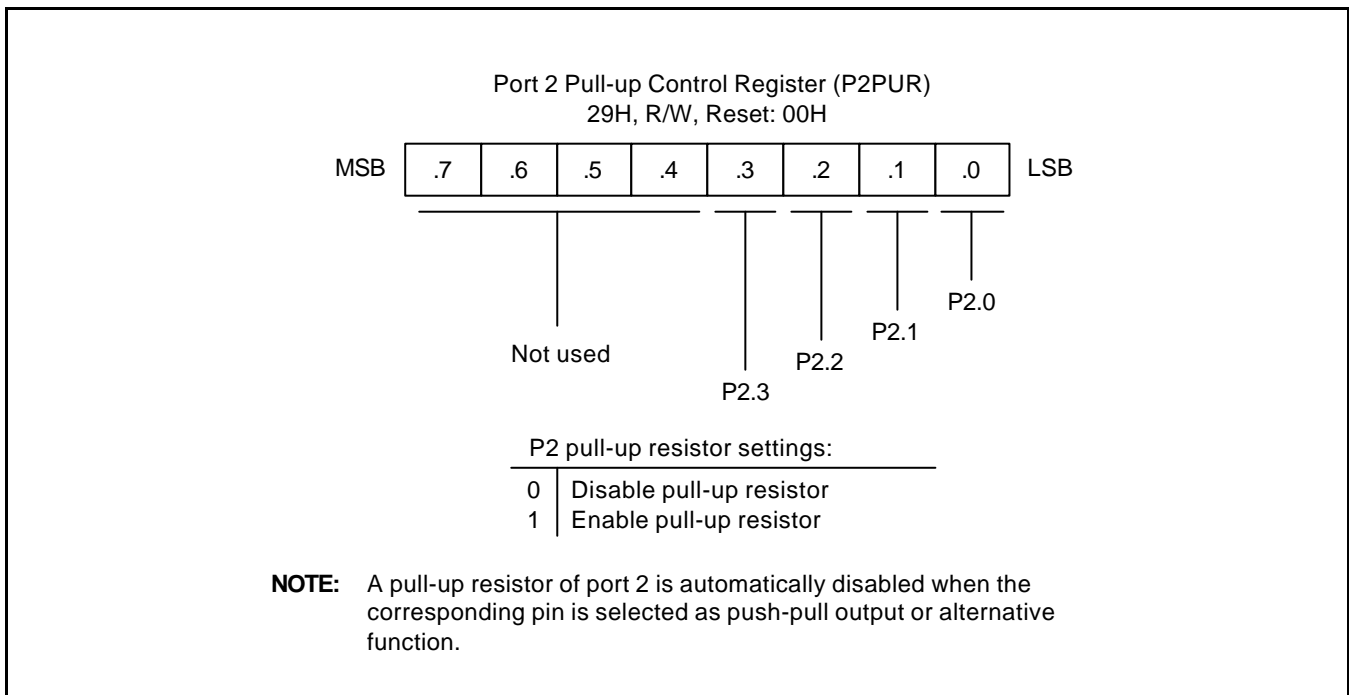 Port 2 Pull-up Control Register (P2PUR)
29H, R/W, Reset: 00H
MSB .7 .6 .5 .4 .3 .2 .1 .0 LSB
P2.0
P2.1
Not used
P2.2
P2.3
P2 pull-up resistor settings:
0 Disable pull-up resistor
1 Enable pull-up resistor
NOTE: A pull-up resistor of port 2 is automatically disabled when the
corresponding pin is selected as push-pull output or alternative
function.